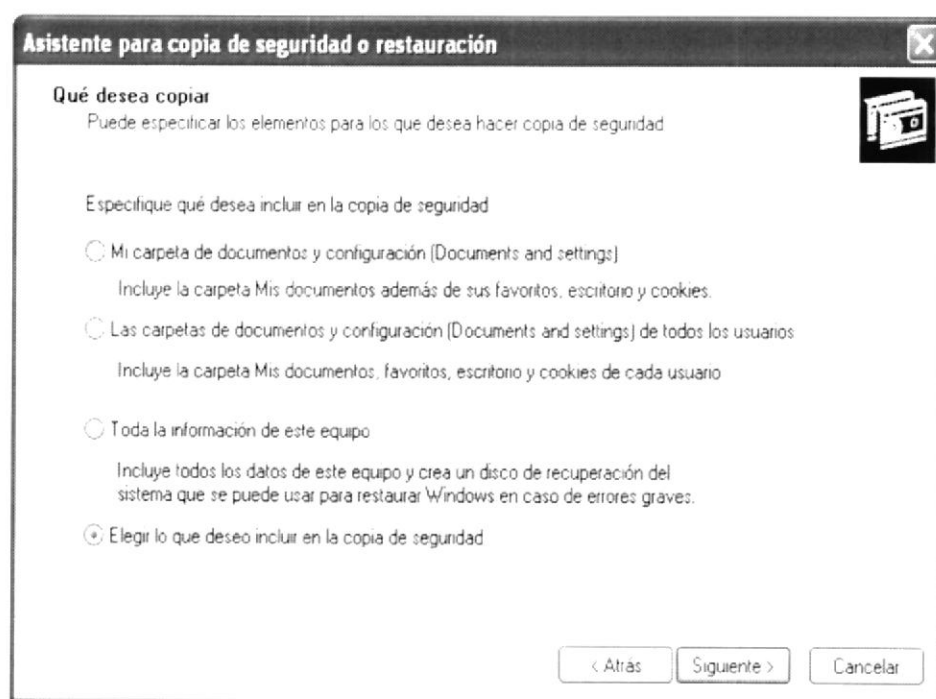 Asistente para copia de seguridad o restauración
Qué desea copiar
Puede especificar los elementos para los que desea hacer copia de seguridad
Especifique qué desea incluir en la copia de seguridad
Mi carpeta de documentos y configuración (Documents and settings)
Incluye la carpeta Mis documentos además de sus favoritos, escritorio y cookies.
Las carpetas de documentos y configuración (Documents and settings) de todos los usuarios
Incluye la carpeta Mis documentos, favoritos, escritorio y cookies de cada usuario
Toda la información de este equipo
Incluye todos los datos de este equipo y crea un disco de recuperación del
sistema que se puede usar para restaurar Windows en caso de errores graves.
Elegir lo que deseo incluir en la copia de seguridad
< Atrás Siguiente > Cancelar